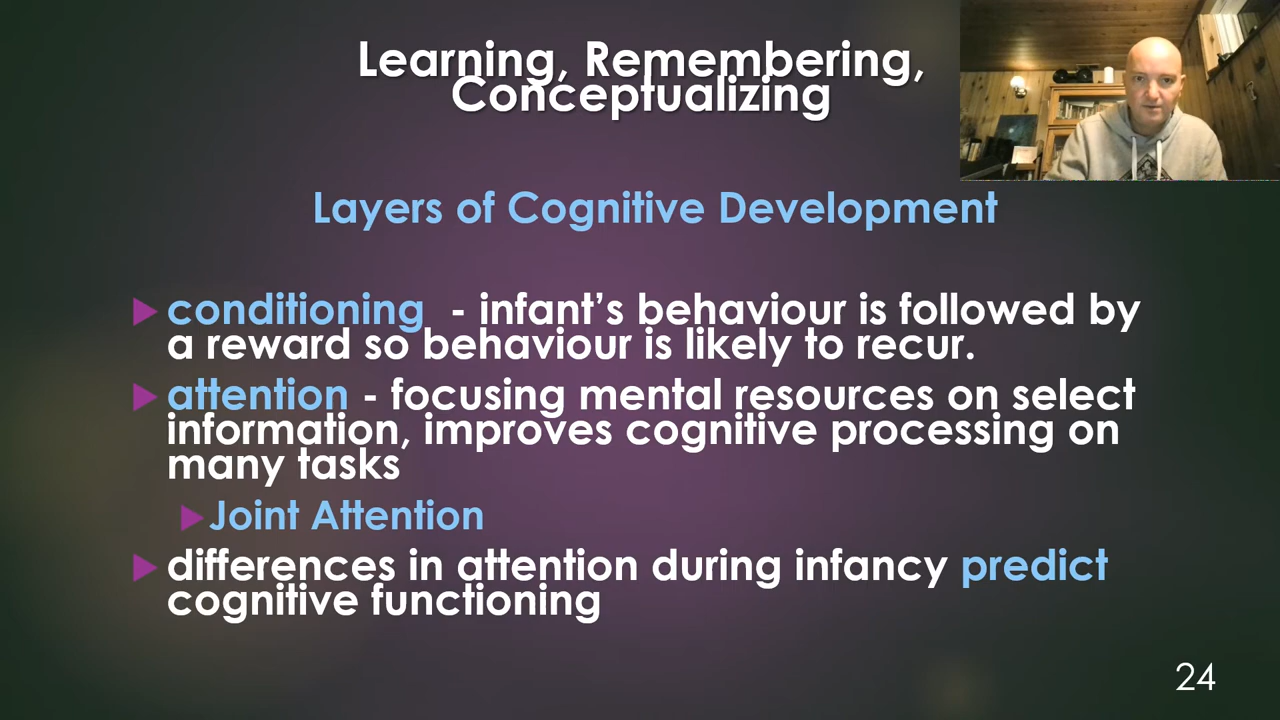 Learning, Remembering,
Conceptualizing
Layers of Cognitive Development
conditioning - infant’s behaviour is followed by
a reward so behaviour is likely to recur.
attention - focusing mental resources on select
information, improves cognitive processing on
many tasks
Joint Attention
differences in attention during infancy predict
cognitive functioning
24